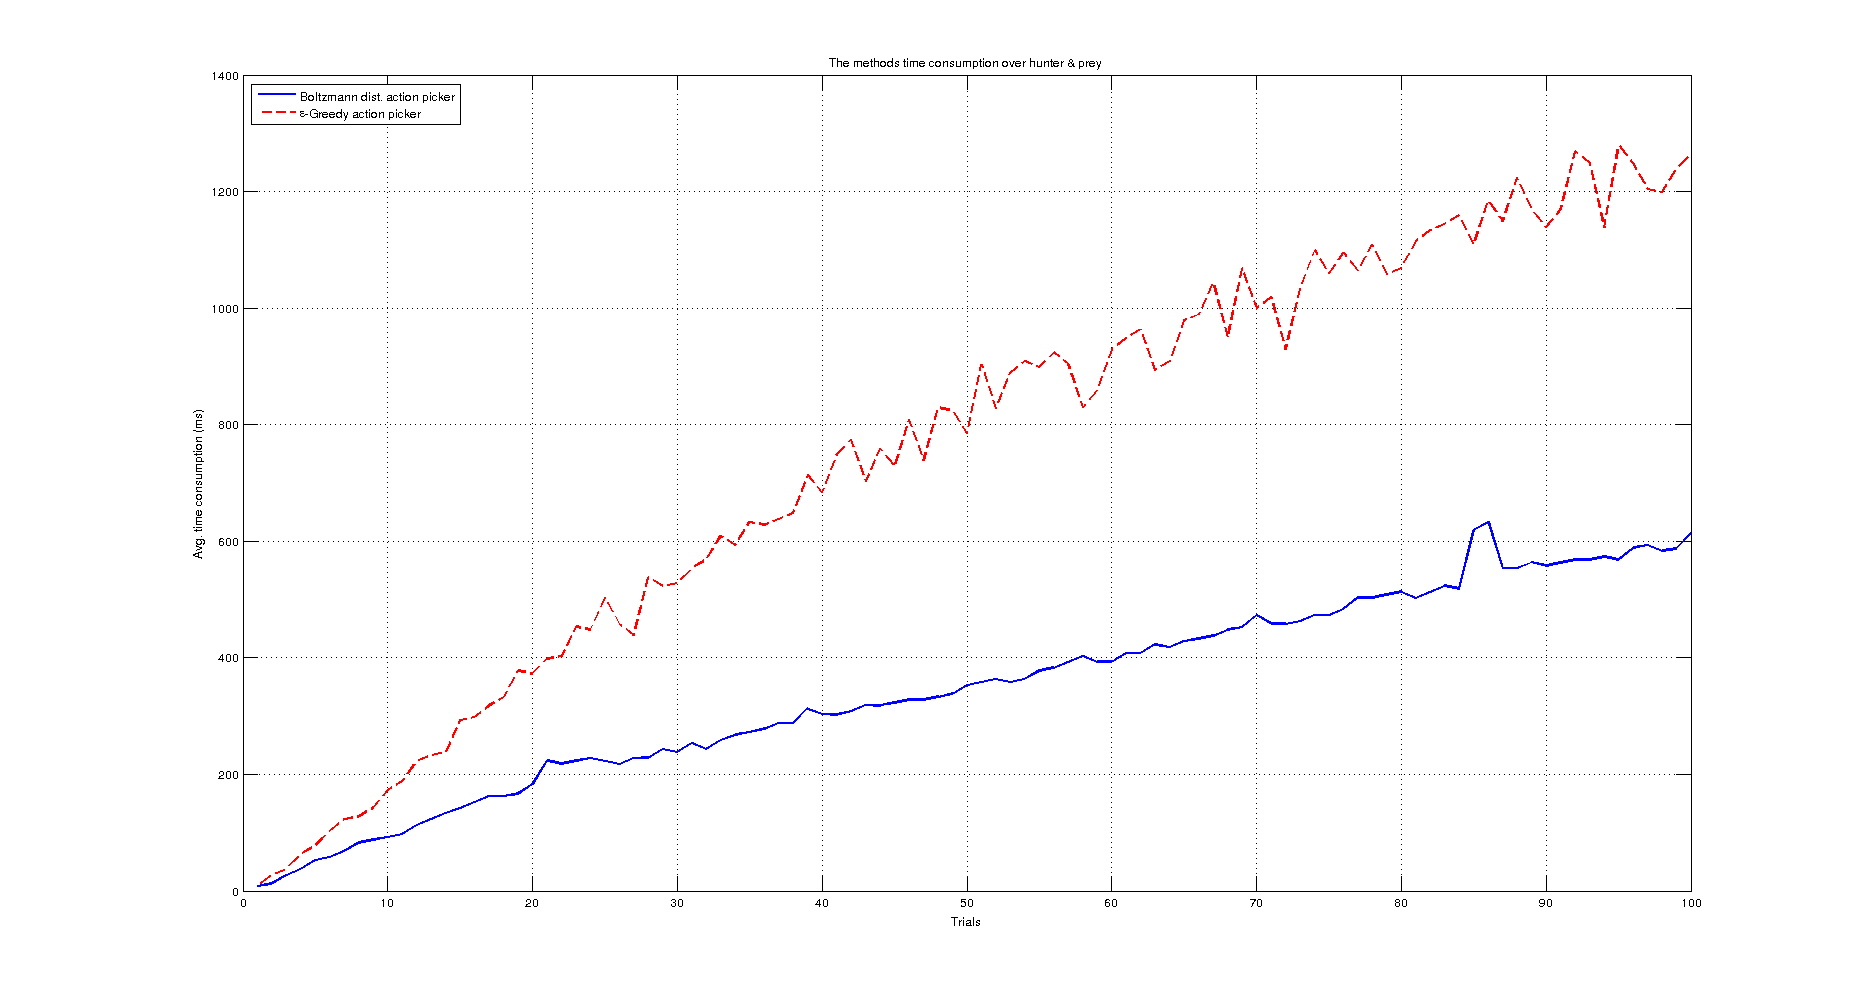 The methods time consumption over hunter & prey
Boltzmann dist. action picker
ε-Greedy action picker
Avg. time consumption (ms)
1400
1200
1000
800
600
400
200
0
0 10 20 30 40 50 60 70 80 90 100
Trials